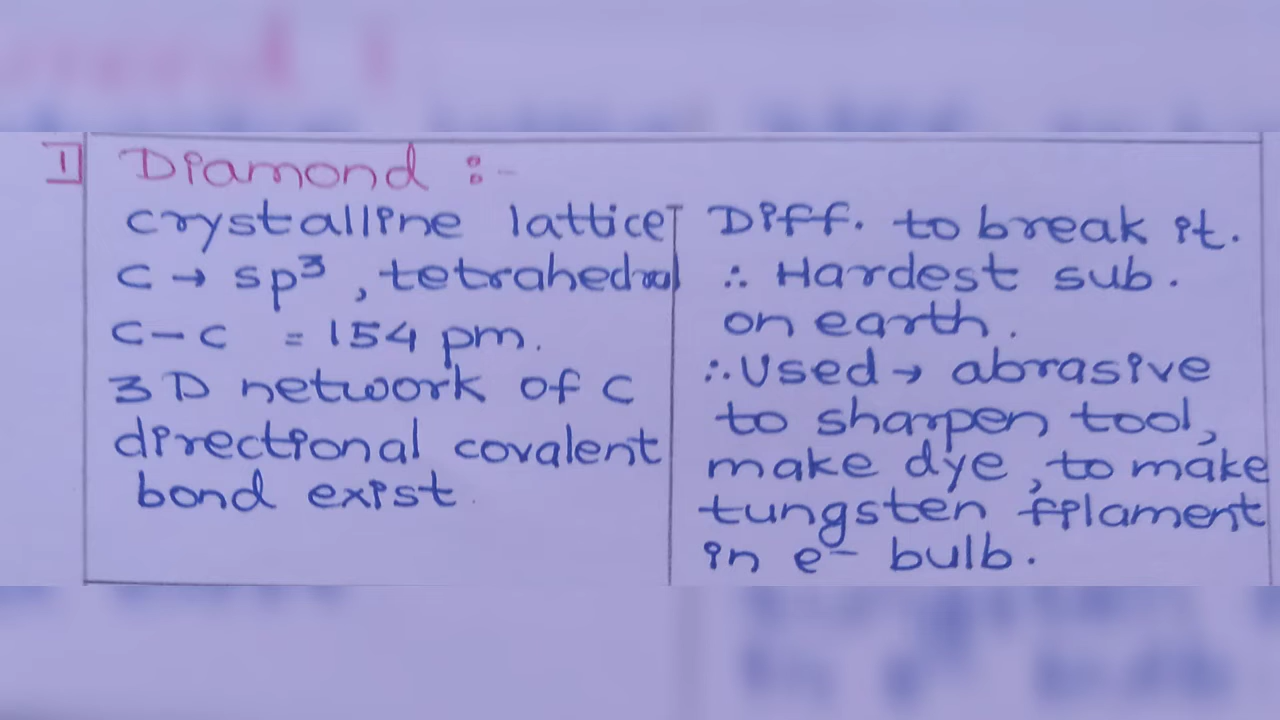 1 Diamond :-
crystalline lattice
C → sp³, tetrahedral
C-C = 154 pm.
3D network of C
directional covalent
bond exist.
Diff. to break it.
∴ Hardest sub.
on earth.
∴ Used → abrasive
to sharpen tool,
make dye, to make
tungsten filament
in e⁻ bulb.